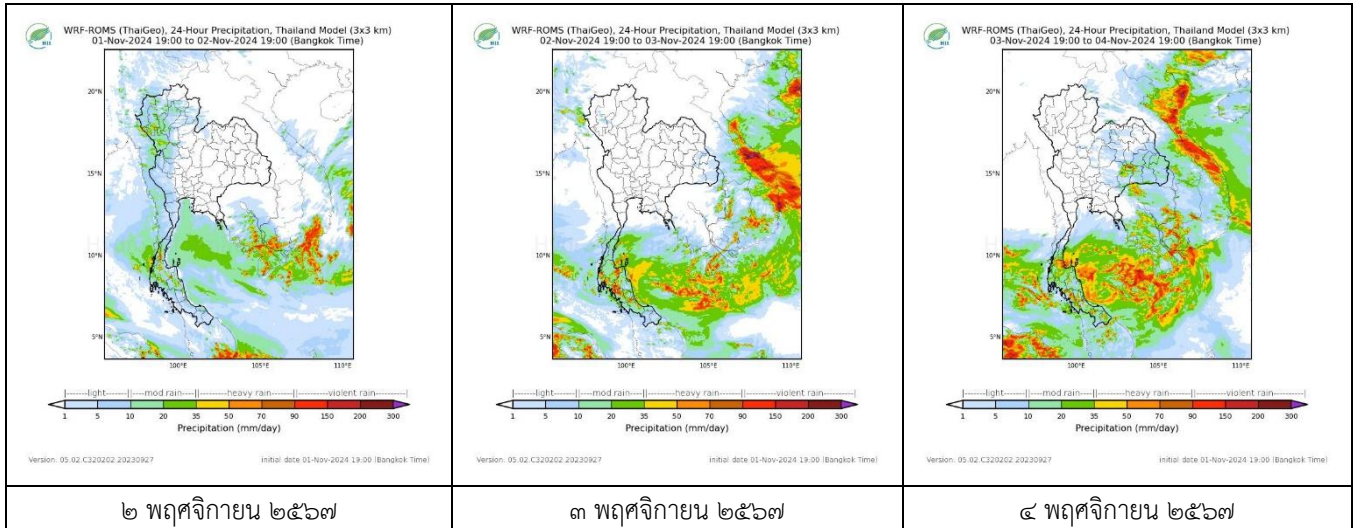 HII
WRF-ROMS (ThaiGeo), 24-Hour Precipitation, Thailand Model (3x3 km)
01-Nov-2024 19:00 to 02-Nov-2024 19:00 (Bangkok Time)
20°N
15°N
10°N
5°N
100°E 105°E 110°E
light mod rain heavy rain violent rain
1 5 10 20 35 50 70 90 150 200 300
Precipitation (mm/day)
Version: 05.02.C320202.20230927 initial date 01-Nov-2024 19:00 (Bangkok Time)
๒ พฤศจิกายน ๒๕๖๗
HII
WRF-ROMS (ThaiGeo), 24-Hour Precipitation, Thailand Model (3x3 km)
02-Nov-2024 19:00 to 03-Nov-2024 19:00 (Bangkok Time)
20°N
15°N
10°N
5°N
100°E 105°E 110°E
light mod rain heavy rain violent rain
1 5 10 20 35 50 70 90 150 200 300
Precipitation (mm/day)
Version: 05.02.C320202.20230927 initial date 01-Nov-2024 19:00 (Bangkok Time)
๓ พฤศจิกายน ๒๕๖๗
HII
WRF-ROMS (ThaiGeo), 24-Hour Precipitation, Thailand Model (3x3 km)
03-Nov-2024 19:00 to 04-Nov-2024 19:00 (Bangkok Time)
20°N
15°N
10°N
5°N
100°E 105°E 110°E
light mod rain heavy rain violent rain
1 5 10 20 35 50 70 90 150 200 300
Precipitation (mm/day)
Version: 05.02.C320202.20230927 initial date 01-Nov-2024 19:00 (Bangkok Time)
๔ พฤศจิกายน ๒๕๖๗